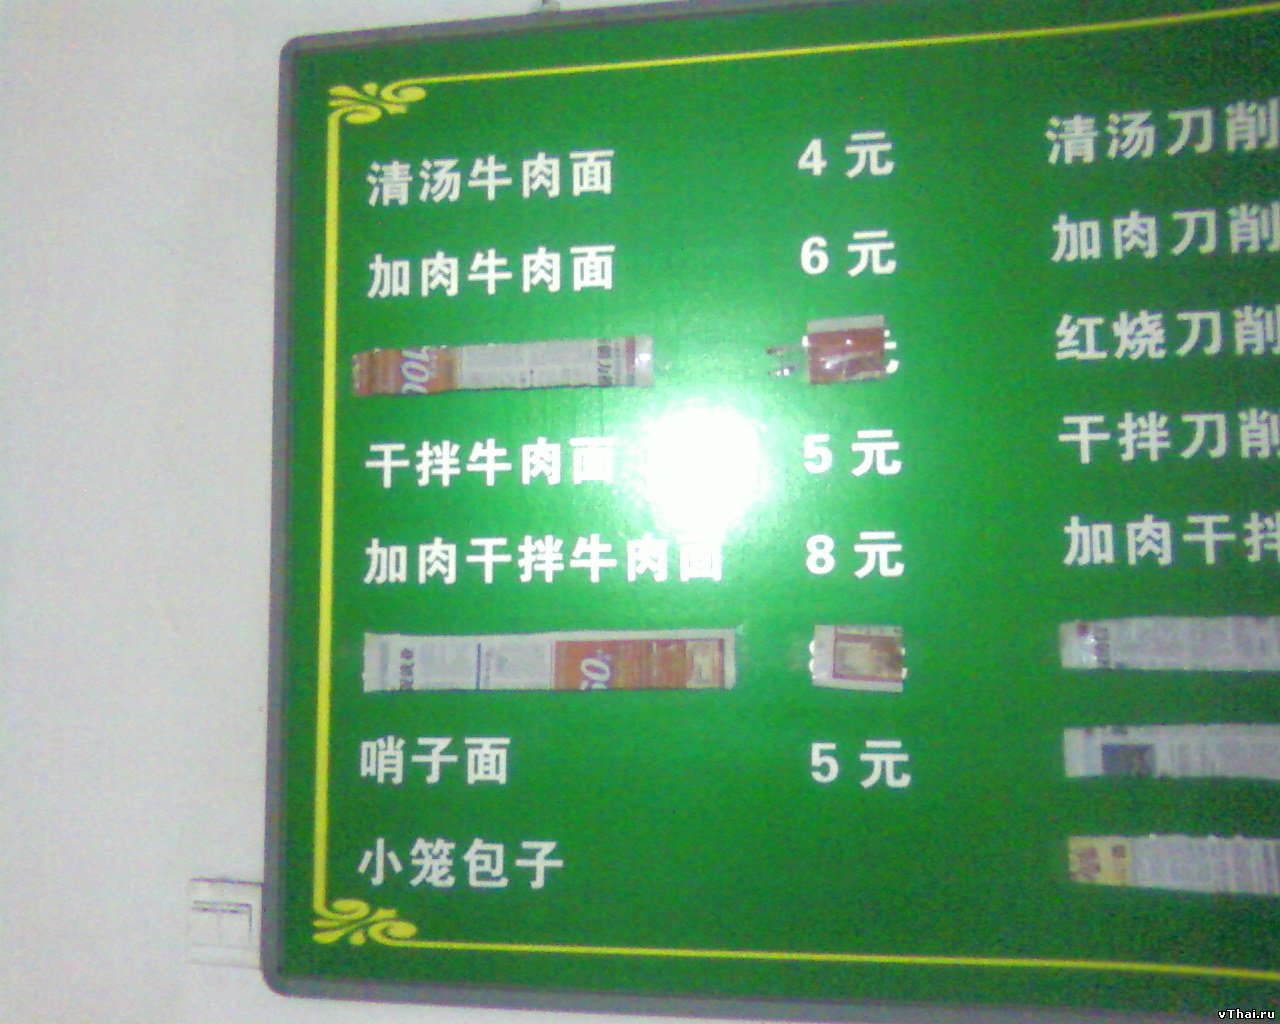 清汤牛肉面 4元
加肉牛肉面 6元
干拌牛肉面 5元
加肉干拌牛肉面 8元
哨子面 5元
小笼包子
清汤刀削
加肉刀削
红烧刀削
干拌刀削
加肉干拌
vThai.ru